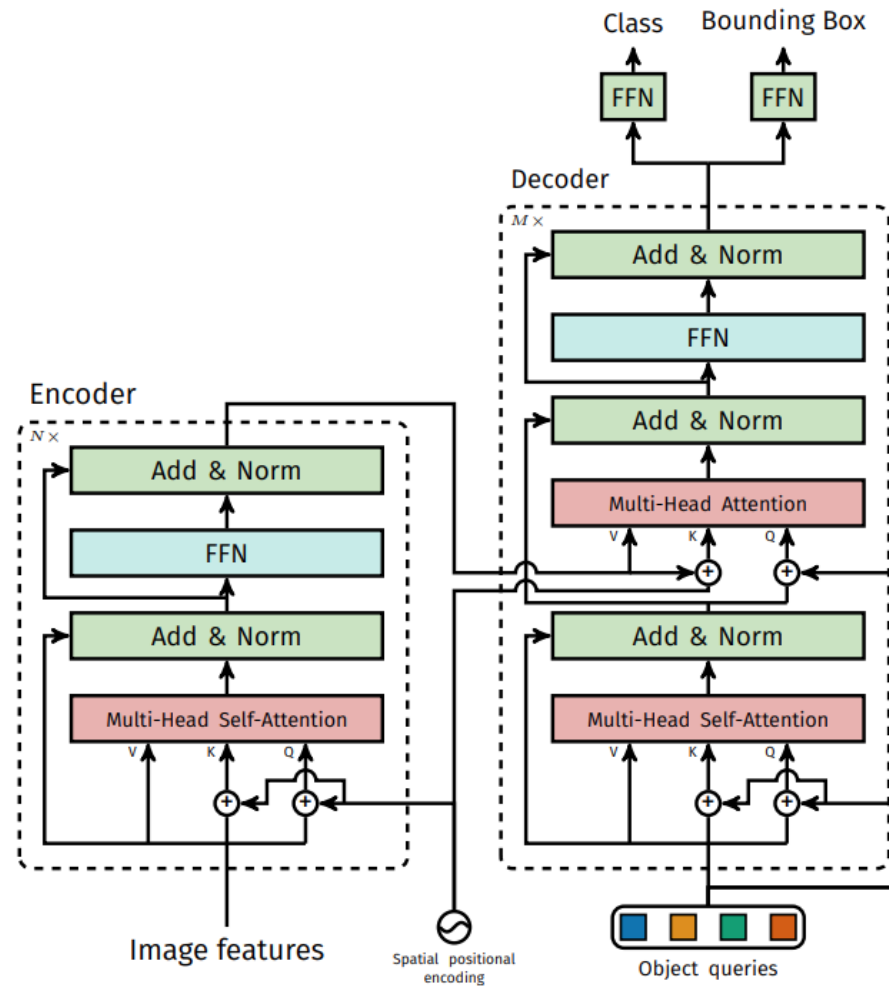 Class
Bounding Box
FFN
FFN
Decoder
M ×
Add & Norm
FFN
Add & Norm
Multi-Head Attention
V
K
Q
+
+
Add & Norm
Multi-Head Self-Attention
V
K
Q
+
+
Object queries
Encoder
N ×
Add & Norm
FFN
Add & Norm
Multi-Head Self-Attention
V
K
Q
+
+
Image features
Spatial positional
encoding